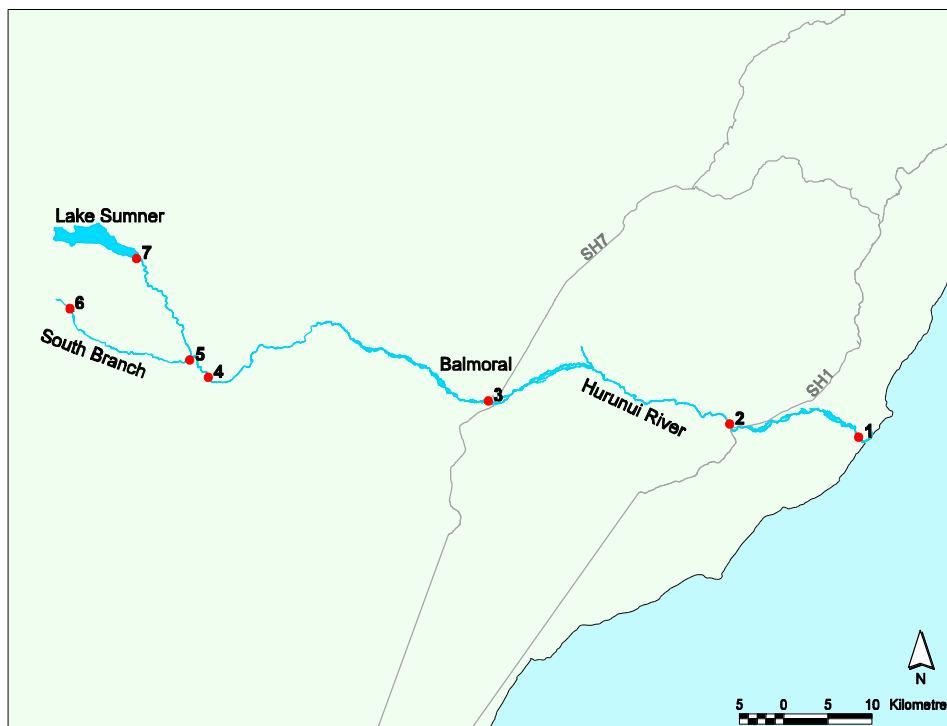 Lake Sumner
7
6
South Branch
5
4
SH7
Balmoral
3
Hurunui River
SH1
2
1
N
5 0 5 10 Kilometre